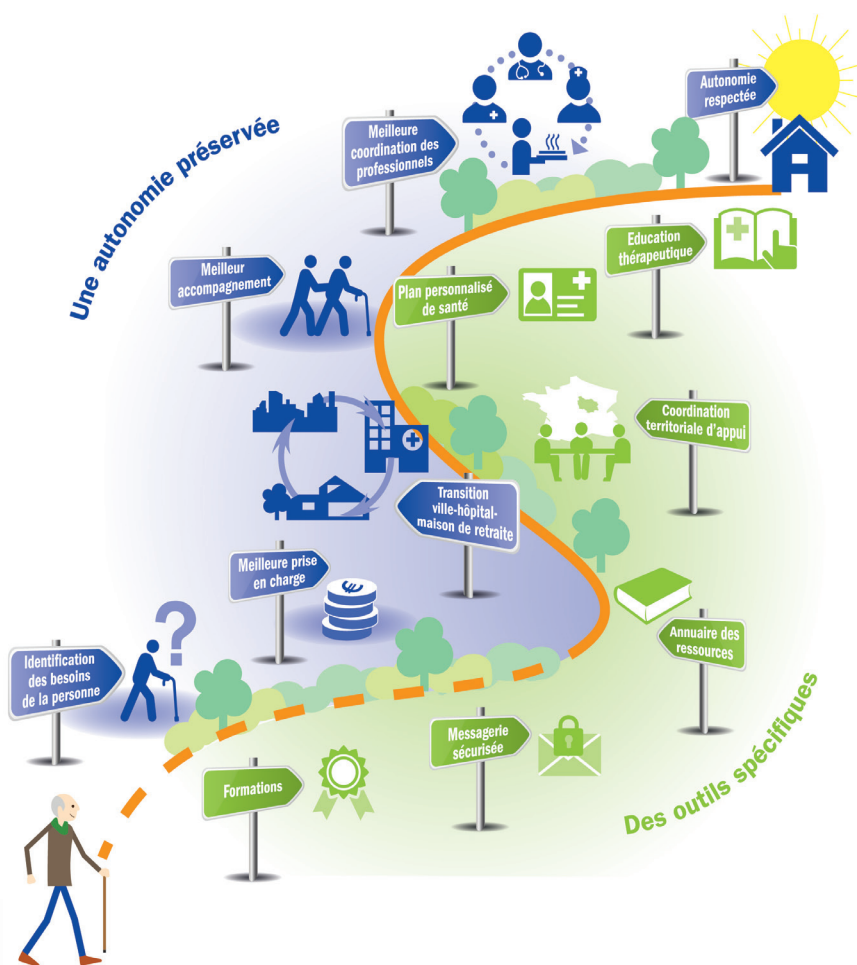 Autonomie
respectée
Meilleure
coordination des
professionnels
Une autonomie préservée
Education
thérapeutique
Meilleur
accompagnement
Plan personnalisé
de santé
Coordination
territoriale d'appui
Transition
ville-hôpital-
maison de retraite
Meilleure prise
en charge
Annuaire des
ressources
Identification
des besoins
de la personne
Messagerie
sécurisée
Formations
Des outils spécifiques